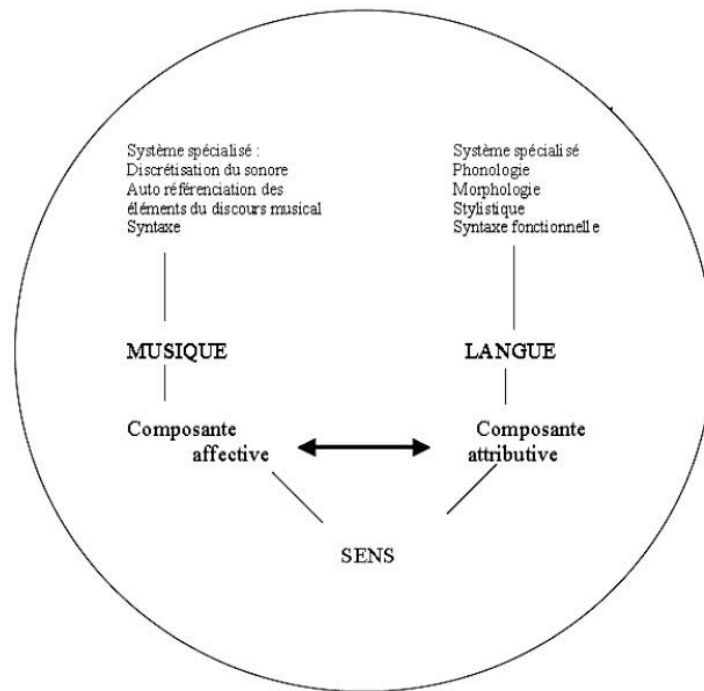 Système spécialisé :
Discrétisation du sonore
Auto référenciation des
éléments du discours musical
Syntaxe
Système spécialisé
Phonologie
Morphologie
Stylistique
Syntaxe fonctionnelle
MUSIQUE
LANGUE
Composante
affective
Composante
attributive
SENS